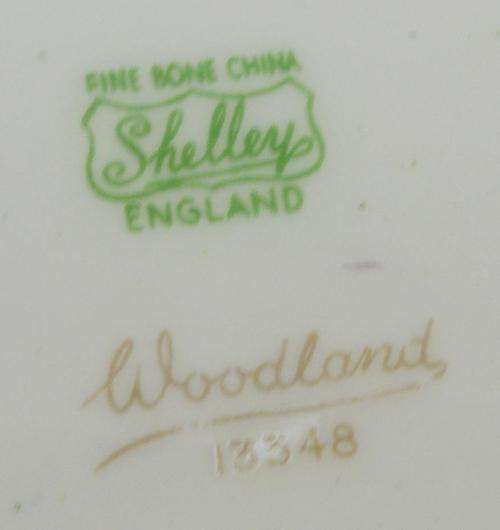 FINE BONE CHINA
Shelley
ENGLAND
Woodland
13348